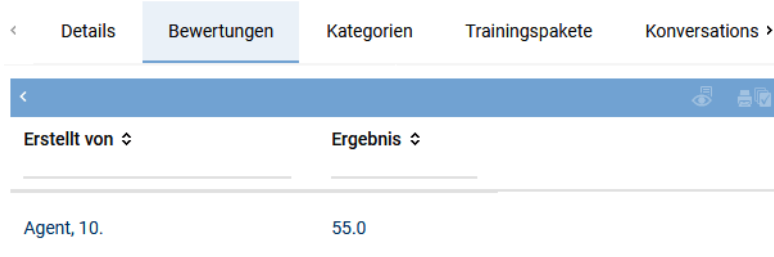 Details Bewertungen Kategorien Trainingspakete Konversations
Erstellt von Ergebnis
Agent, 10. 55.0